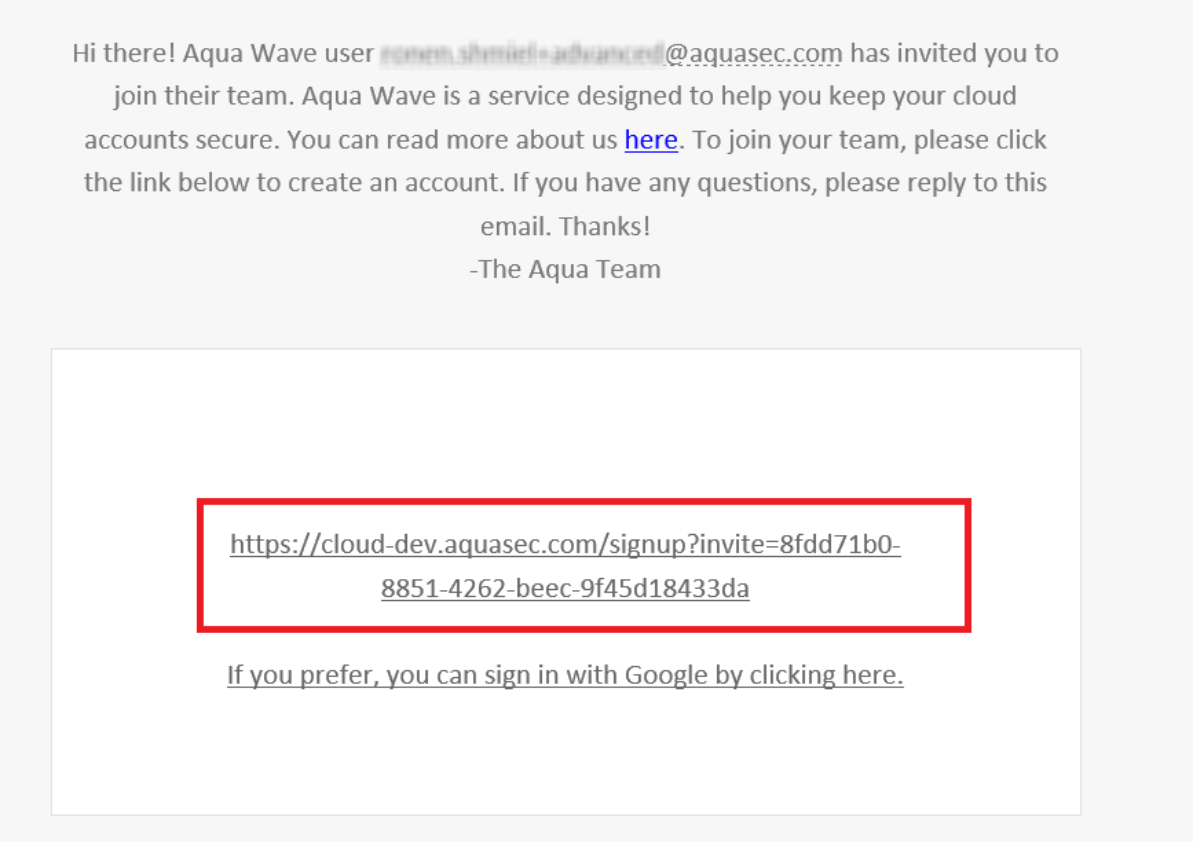 Hi there! Aqua Wave user @aquasec.com has invited you to
join their team. Aqua Wave is a service designed to help you keep your cloud
accounts secure. You can read more about us here. To join your team, please click
the link below to create an account. If you have any questions, please reply to this
email. Thanks!
-The Aqua Team
https://cloud-dev.aquasec.com/signup?invite=8fdd71b0-
8851-4262-beec-9f45d18433da
If you prefer, you can sign in with Google by clicking here.